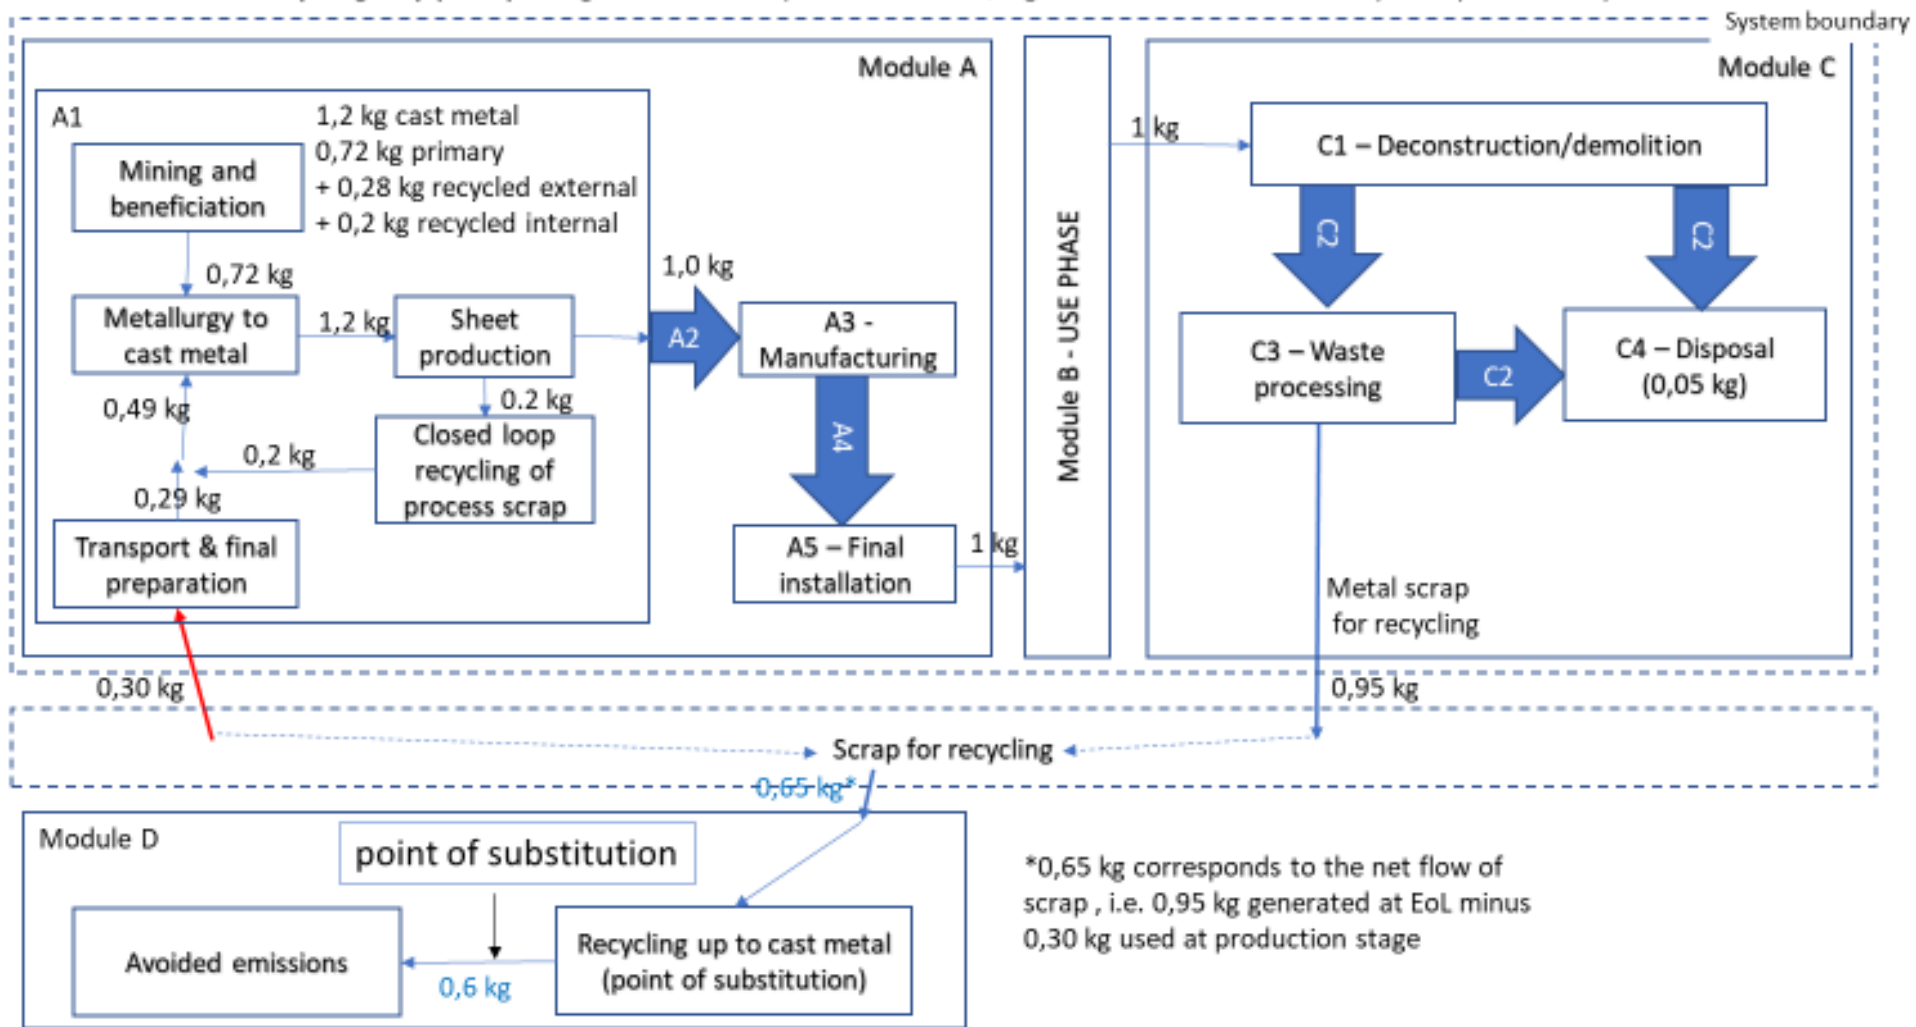 System boundary
Module A
A1
1,2 kg cast metal
0,72 kg primary
+ 0,28 kg recycled external
+ 0,2 kg recycled internal
Mining and
beneficiation
0,72 kg
Metallurgy to
cast metal
1,2 kg
Sheet
production
0.2 kg
Closed loop
recycling of
process scrap
0,2 kg
0,49 kg
0,29 kg
Transport & final
preparation
1,0 kg
A2
A3 -
Manufacturing
A4
A5 – Final
installation
1 kg
Module B - USE PHASE
Module C
1 kg
C1 – Deconstruction/demolition
C2
C2
C3 – Waste
processing
C2
C4 – Disposal
(0,05 kg)
Metal scrap
for recycling
0,30 kg
0,95 kg
Scrap for recycling
0,65 kg*
Module D
point of substitution
Avoided emissions
0,6 kg
Recycling up to cast metal
(point of substitution)
*0,65 kg corresponds to the net flow of
scrap , i.e. 0,95 kg generated at EoL minus
0,30 kg used at production stage